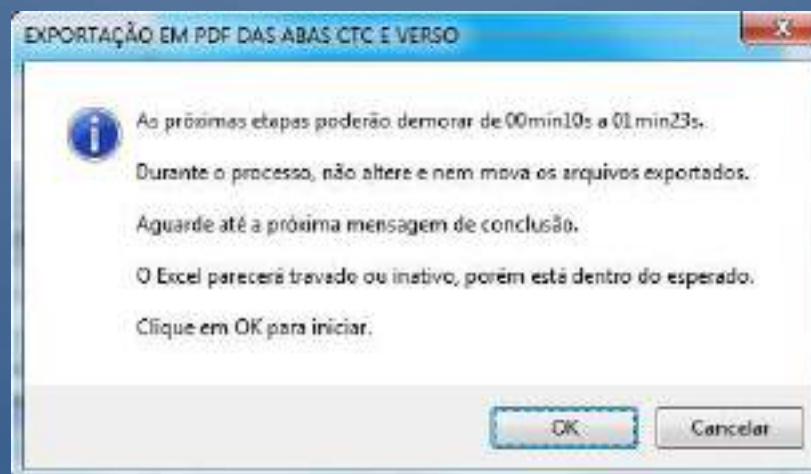 EXPORTAÇÃO EM PDF DAS ABAS CTC E VERSO
As próximas etapas poderão demorar de 00min10s a 01min23s.
Durante o processo, não altere e nem mova os arquivos exportados.
Aguarde até a próxima mensagem de conclusão.
O Excel parecerá travado ou inativo, porém está dentro do esperado.
Clique em OK para iniciar.
OK
Cancelar